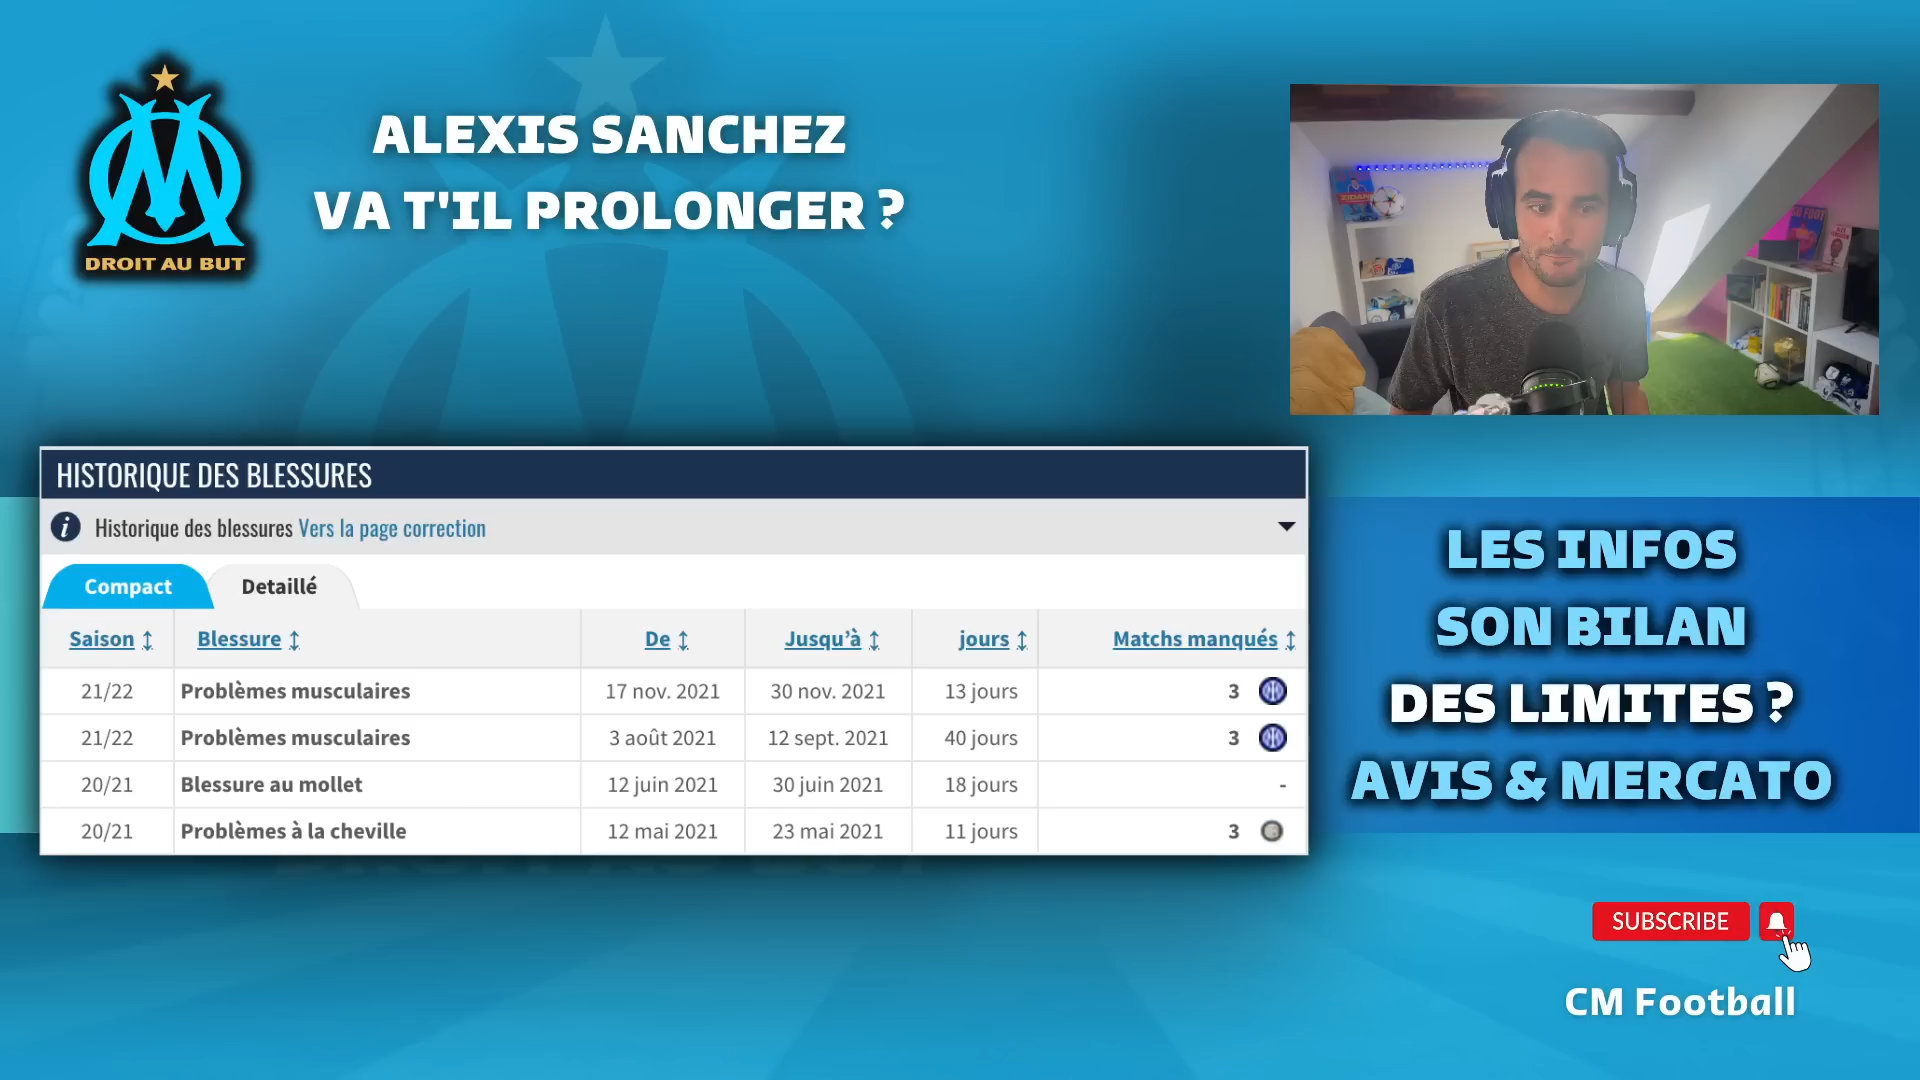 DROIT AU BUT
ALEXIS SANCHEZ
VA T'IL PROLONGER ?
ZIDANE
HISTORIQUE DES BLESSURES
i Historique des blessures Vers la page correction
Compact Detaillé
Saison Blessure De Jusqu'à jours Matchs manqués
21/22 Problèmes musculaires 17 nov. 2021 30 nov. 2021 13 jours 3
21/22 Problèmes musculaires 3 août 2021 12 sept. 2021 40 jours 3
20/21 Blessure au mollet 12 juin 2021 30 juin 2021 18 jours -
20/21 Problèmes à la cheville 12 mai 2021 23 mai 2021 11 jours 3
LES INFOS
SON BILAN
DES LIMITES ?
AVIS & MERCATO
SUBSCRIBE
CM Football